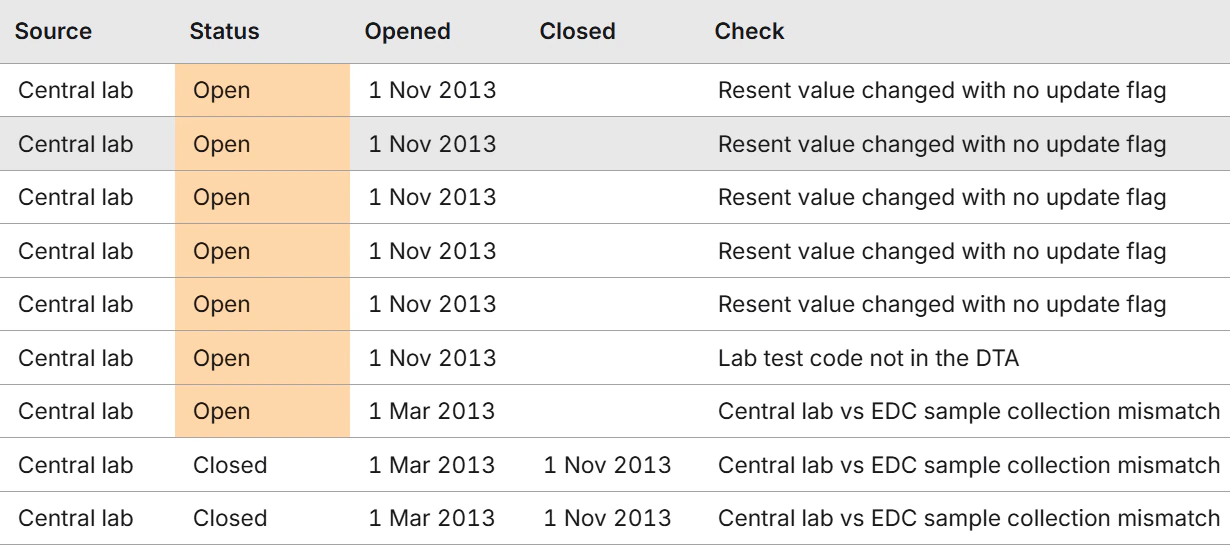 Source Status Opened Closed Check
Central lab Open 1 Nov 2013 Resent value changed with no update flag
Central lab Open 1 Nov 2013 Resent value changed with no update flag
Central lab Open 1 Nov 2013 Resent value changed with no update flag
Central lab Open 1 Nov 2013 Resent value changed with no update flag
Central lab Open 1 Nov 2013 Resent value changed with no update flag
Central lab Open 1 Nov 2013 Lab test code not in the DTA
Central lab Open 1 Mar 2013 Central lab vs EDC sample collection mismatch
Central lab Closed 1 Mar 2013 1 Nov 2013 Central lab vs EDC sample collection mismatch
Central lab Closed 1 Mar 2013 1 Nov 2013 Central lab vs EDC sample collection mismatch